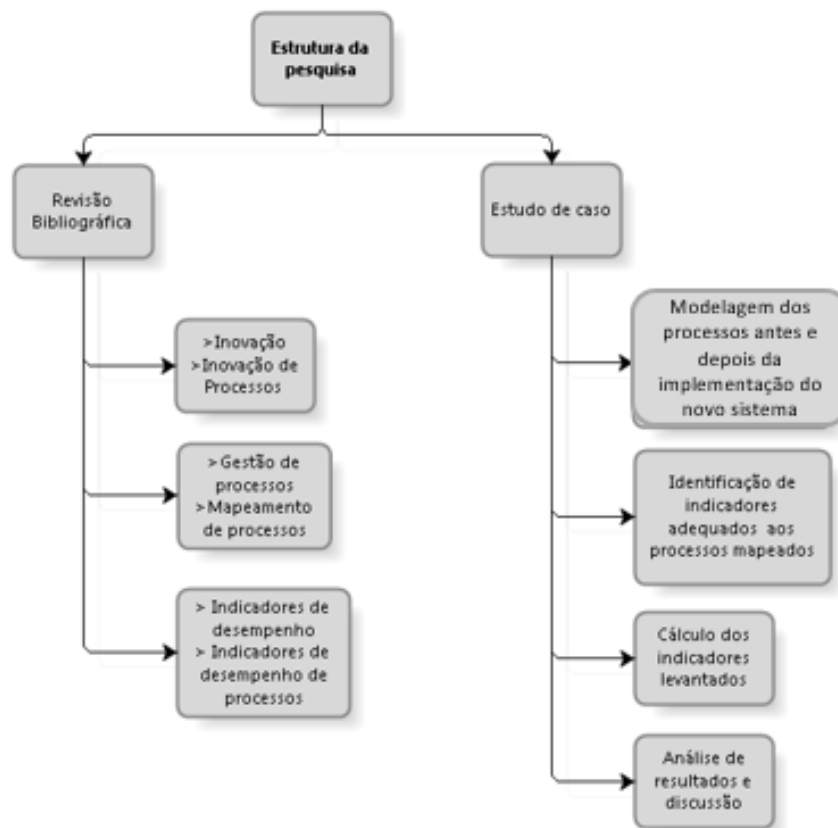 Estrutura da
pesquisa
Revisão
Bibliográfica
>Inovação
>Inovação de
Processos
> Gestão de
processos
>Mapeamento
de processos
> Indicadores de
desempenho
> Indicadores de
desempenho de
processos
Estudo de caso
Modelagem dos
processos antes e
depois da
implementação do
novo sistema
Identificação de
indicadores
adequados aos
processos mapeados
Cálculo dos
indicadores
levantados
Análise de
resultados e
discussão